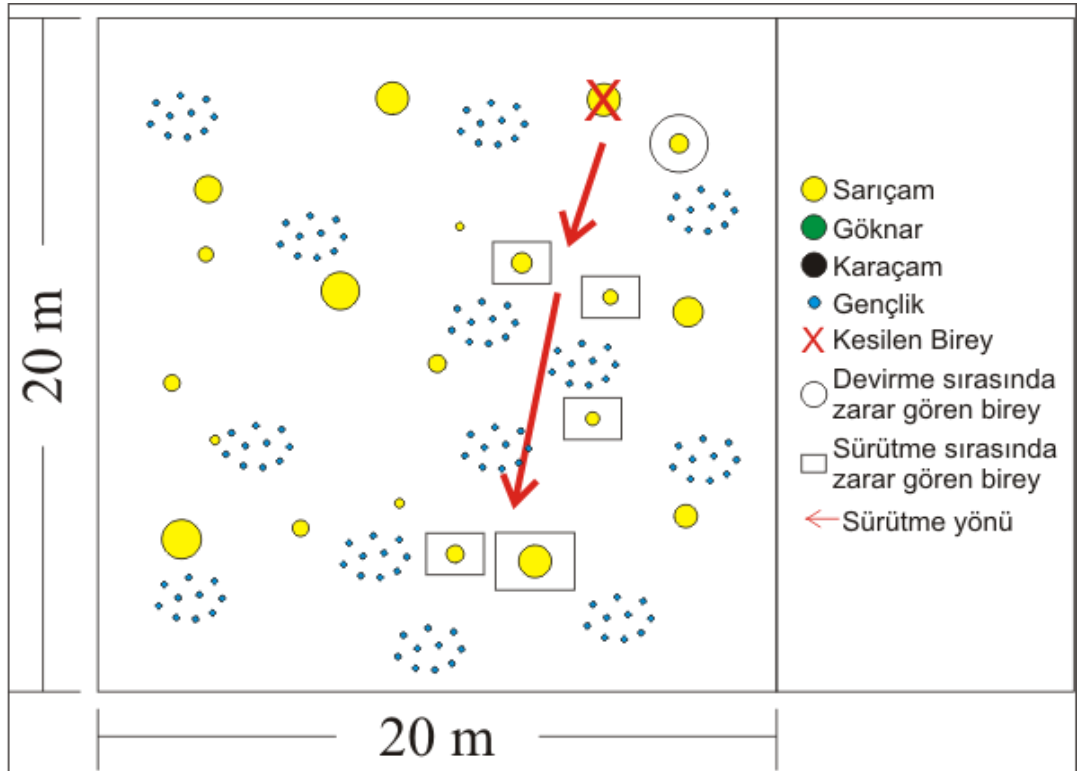 20 m
Sarıçam
Göknar
Karaçam
Gençlik
Kesilen Birey
Devirme sırasında
zarar gören birey
Sürütme sırasında
zarar gören birey
Sürütme yönü
20 m